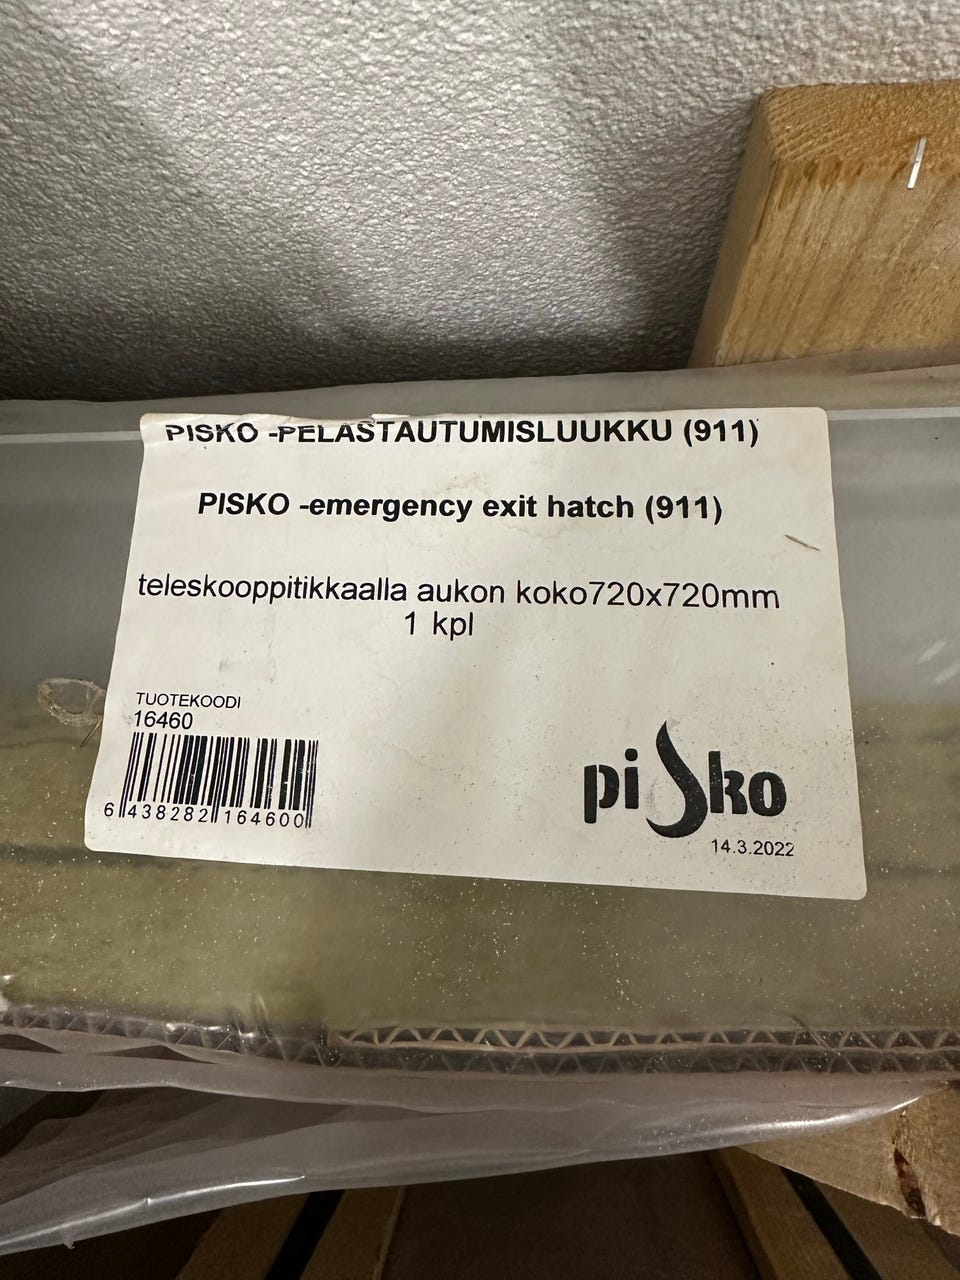 PISKO -PELASTAUTUMISLUUKKU (911)
PISKO -emergency exit hatch (911)
teleskooppitikkaalla aukon koko720x720mm
1 kpl
TUOTEKOODI
16460
6 438282 164600
piSko
14.3.2022